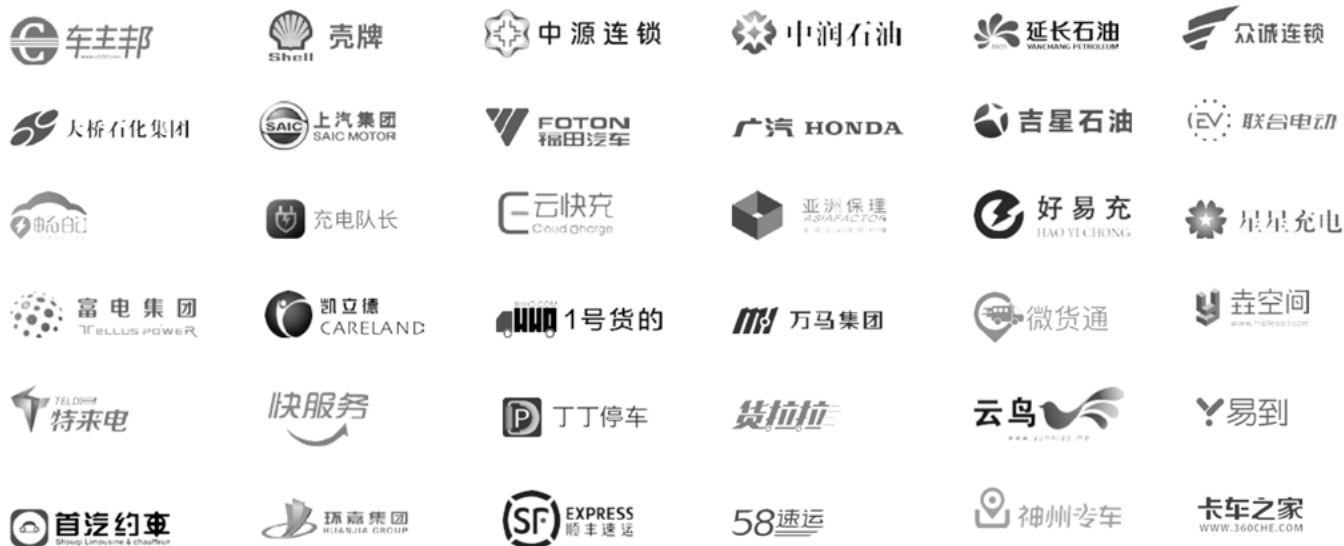 车主邦
Shell
壳牌
中源连锁
中润石油
1905
延长石油
YANCHANG PETROLEUM
众诚连锁
大桥石化集团
SAIC
上汽集团
SAIC MOTOR
FOTON
福田汽车
广汽 HONDA
吉星石油
EV
联合电动
充电队长
云快充
Cloud charge
亚洲保理
ASIAFACTOR
好易充
HAO YI CHONG
星星充电
富电集团
TELLUS POWER
凯立德
CARELAND
1号货的
万马集团
微货通
垚空间
TELD
特来电
快服务
P
丁丁停车
货拉拉
云鸟
www.yunniao.me
易到
首汽约車
Shouqi Limousine & chauffeur
环嘉集团
HUANJIA GROUP
SF
EXPRESS
顺丰速运
58速运
神州专车
卡车之家
WWW.360CHE.COM